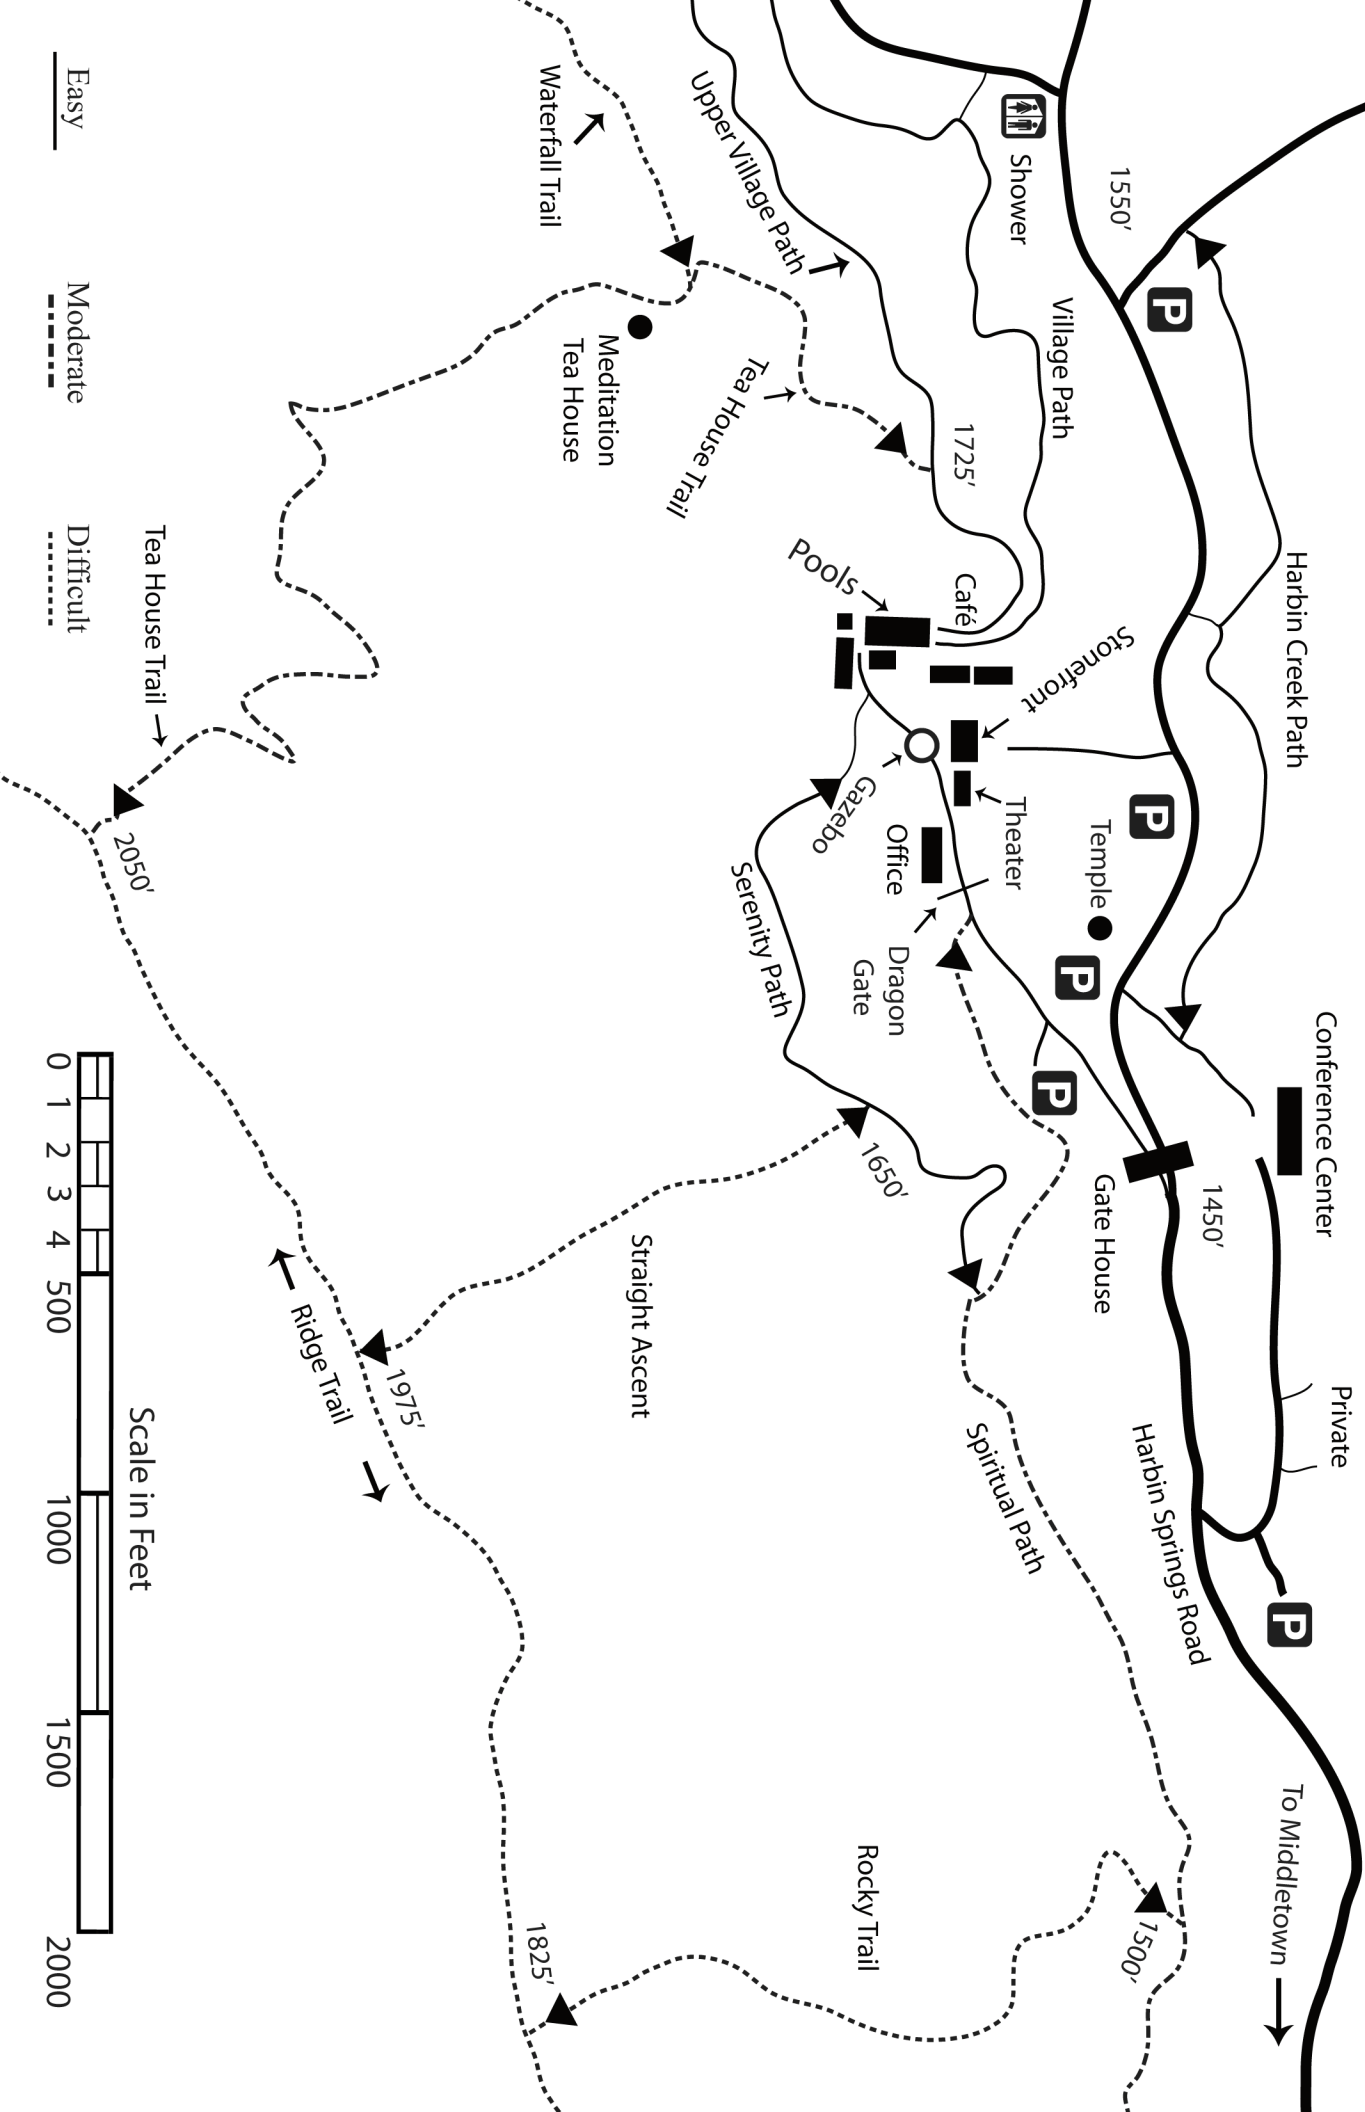 Conference Center
Private
P
To Middletown
Harbin Creek Path
P
1550'
1450'
Harbin Springs Road
P
1500'
Temple
P
Gate House
P
Village Path
Shower
Stonefront
Theater
Spiritual Path
1725'
Café
Office
Dragon
Gate
1650'
Rocky Trail
Upper Village Path
Pools
Gazebo
Serenity Path
Tea House Trail
Straight Ascent
Meditation
Tea House
Waterfall Trail
1825'
1975'
Ridge Trail
Tea House Trail
2050'
Scale in Feet
Easy
Moderate
Difficult
0 1 2 3 4 500 1000 1500 2000